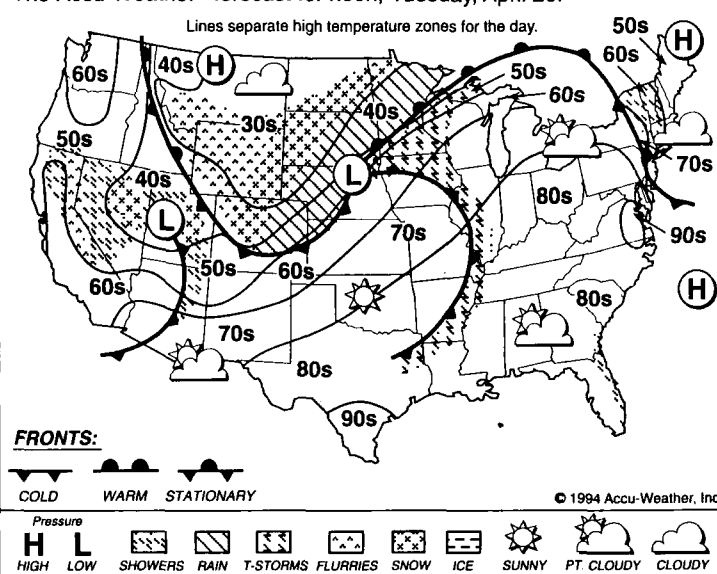 The Accu-Weather forecast for noon, Tuesday, April 26.
Lines separate high temperature zones for the day.
50s
H
60s
60s
40s
H
50s
60s
30s
40s
50s
70s
40s
L
80s
L
70s
90s
50s
60s
60s
H
80s
70s
80s
90s
FRONTS:
COLD WARM STATIONARY
© 1994 Accu-Weather, Inc
Pressure
H L
HIGH LOW SHOWERS RAIN T-STORMS FLURRIES SNOW ICE SUNNY PT. CLOUDY CLOUDY